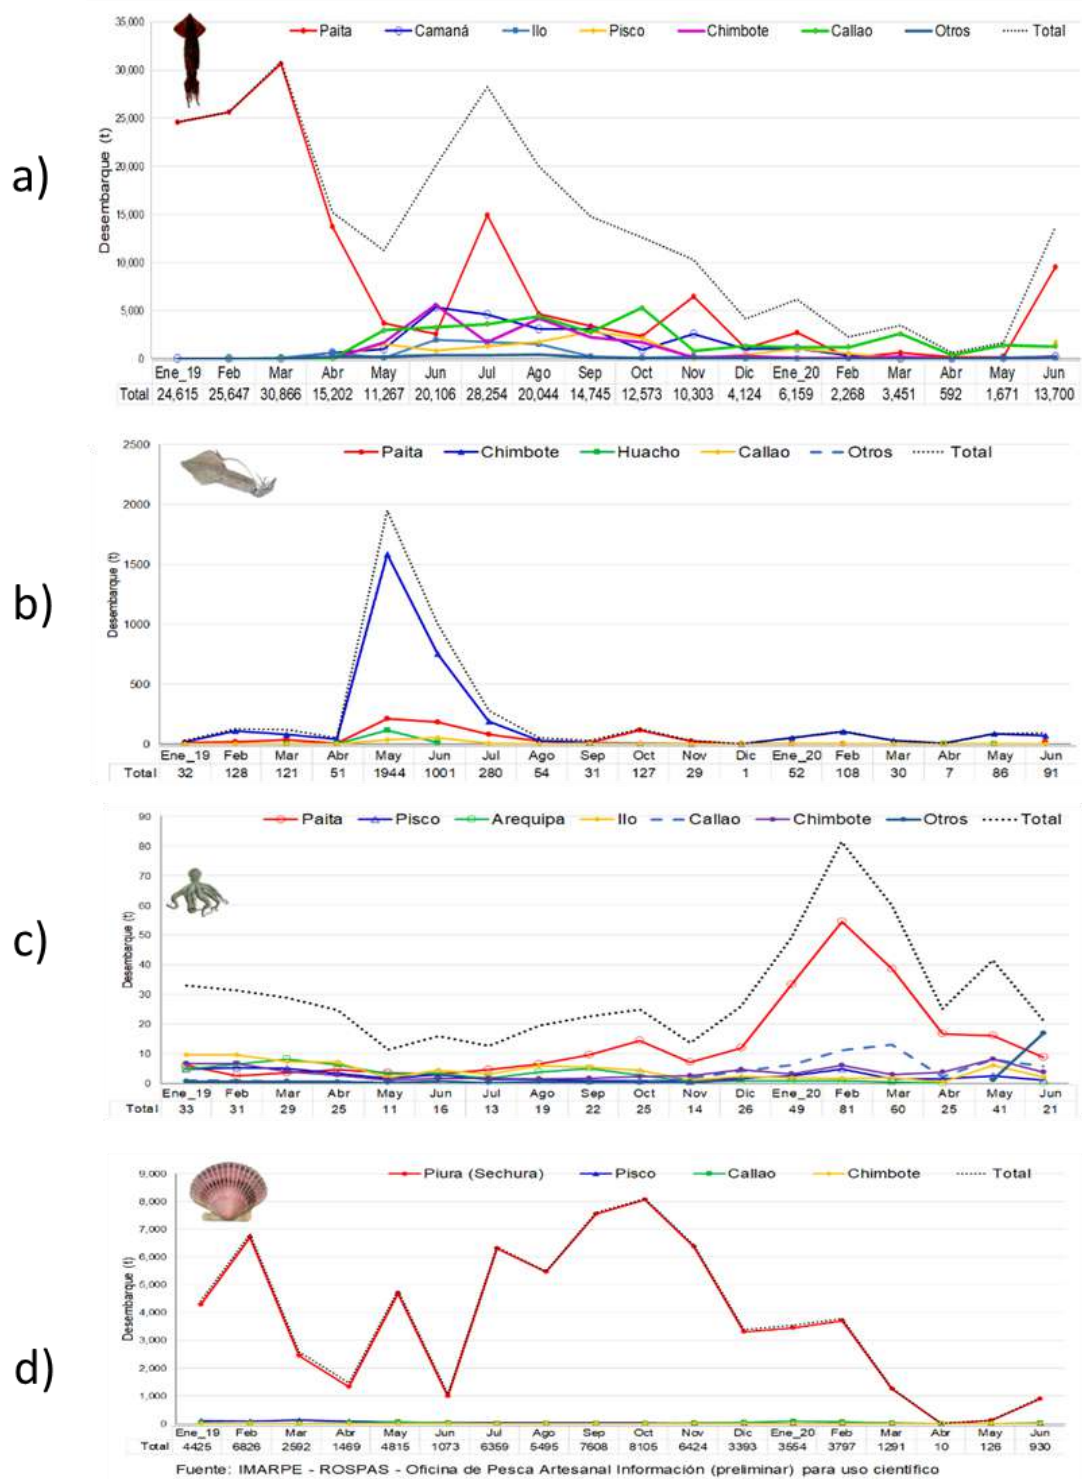 a)
35,000
Paita Camaná Ilo Pisco Chimbote Callao Otros Total
30,000
25,000
20,000
15,000
10,000
5,000
0
Desembarque (t)
Ene_19 Feb Mar Abr May Jun Jul Ago Sep Oct Nov Dic Ene_20 Feb Mar Abr May Jun
Total 24,615 25,647 30,866 15,202 11,267 20,106 28,254 20,044 14,745 12,573 10,303 4,124 6,159 2,268 3,451 592 1,671 13,700
b)
2500
Paita Chimbote Huacho Callao Otros Total
2000
1500
1000
500
0
Desembarque (t)
Ene_19 Feb Mar Abr May Jun Jul Ago Sep Oct Nov Dic Ene_20 Feb Mar Abr May Jun
Total 32 128 121 51 1944 1001 280 54 31 127 29 1 52 108 30 7 86 91
c)
90
Paita Pisco Arequipa Ilo Callao Chimbote Otros Total
80
70
60
50
40
30
20
10
0
Desembarque (t)
Ene_19 Feb Mar Abr May Jun Jul Ago Sep Oct Nov Dic Ene_20 Feb Mar Abr May Jun
Total 33 31 29 25 11 16 13 19 22 25 14 26 49 81 60 25 41 21
d)
9,000
Piura (Sechura) Pisco Callao Chimbote Total
8,000
7,000
6,000
5,000
4,000
3,000
2,000
1,000
0
Desembarque (t)
Ene_19 Feb Mar Abr May Jun Jul Ago Sep Oct Nov Dic Ene_20 Feb Mar Abr May Jun
Total 4425 6826 2592 1469 4815 1073 6359 5495 7608 8105 6424 3393 3554 3797 1291 10 126 930
Fuente: IMARPE - ROSPAS - Oficina de Pesca Artesanal Información (preliminar) para uso científico